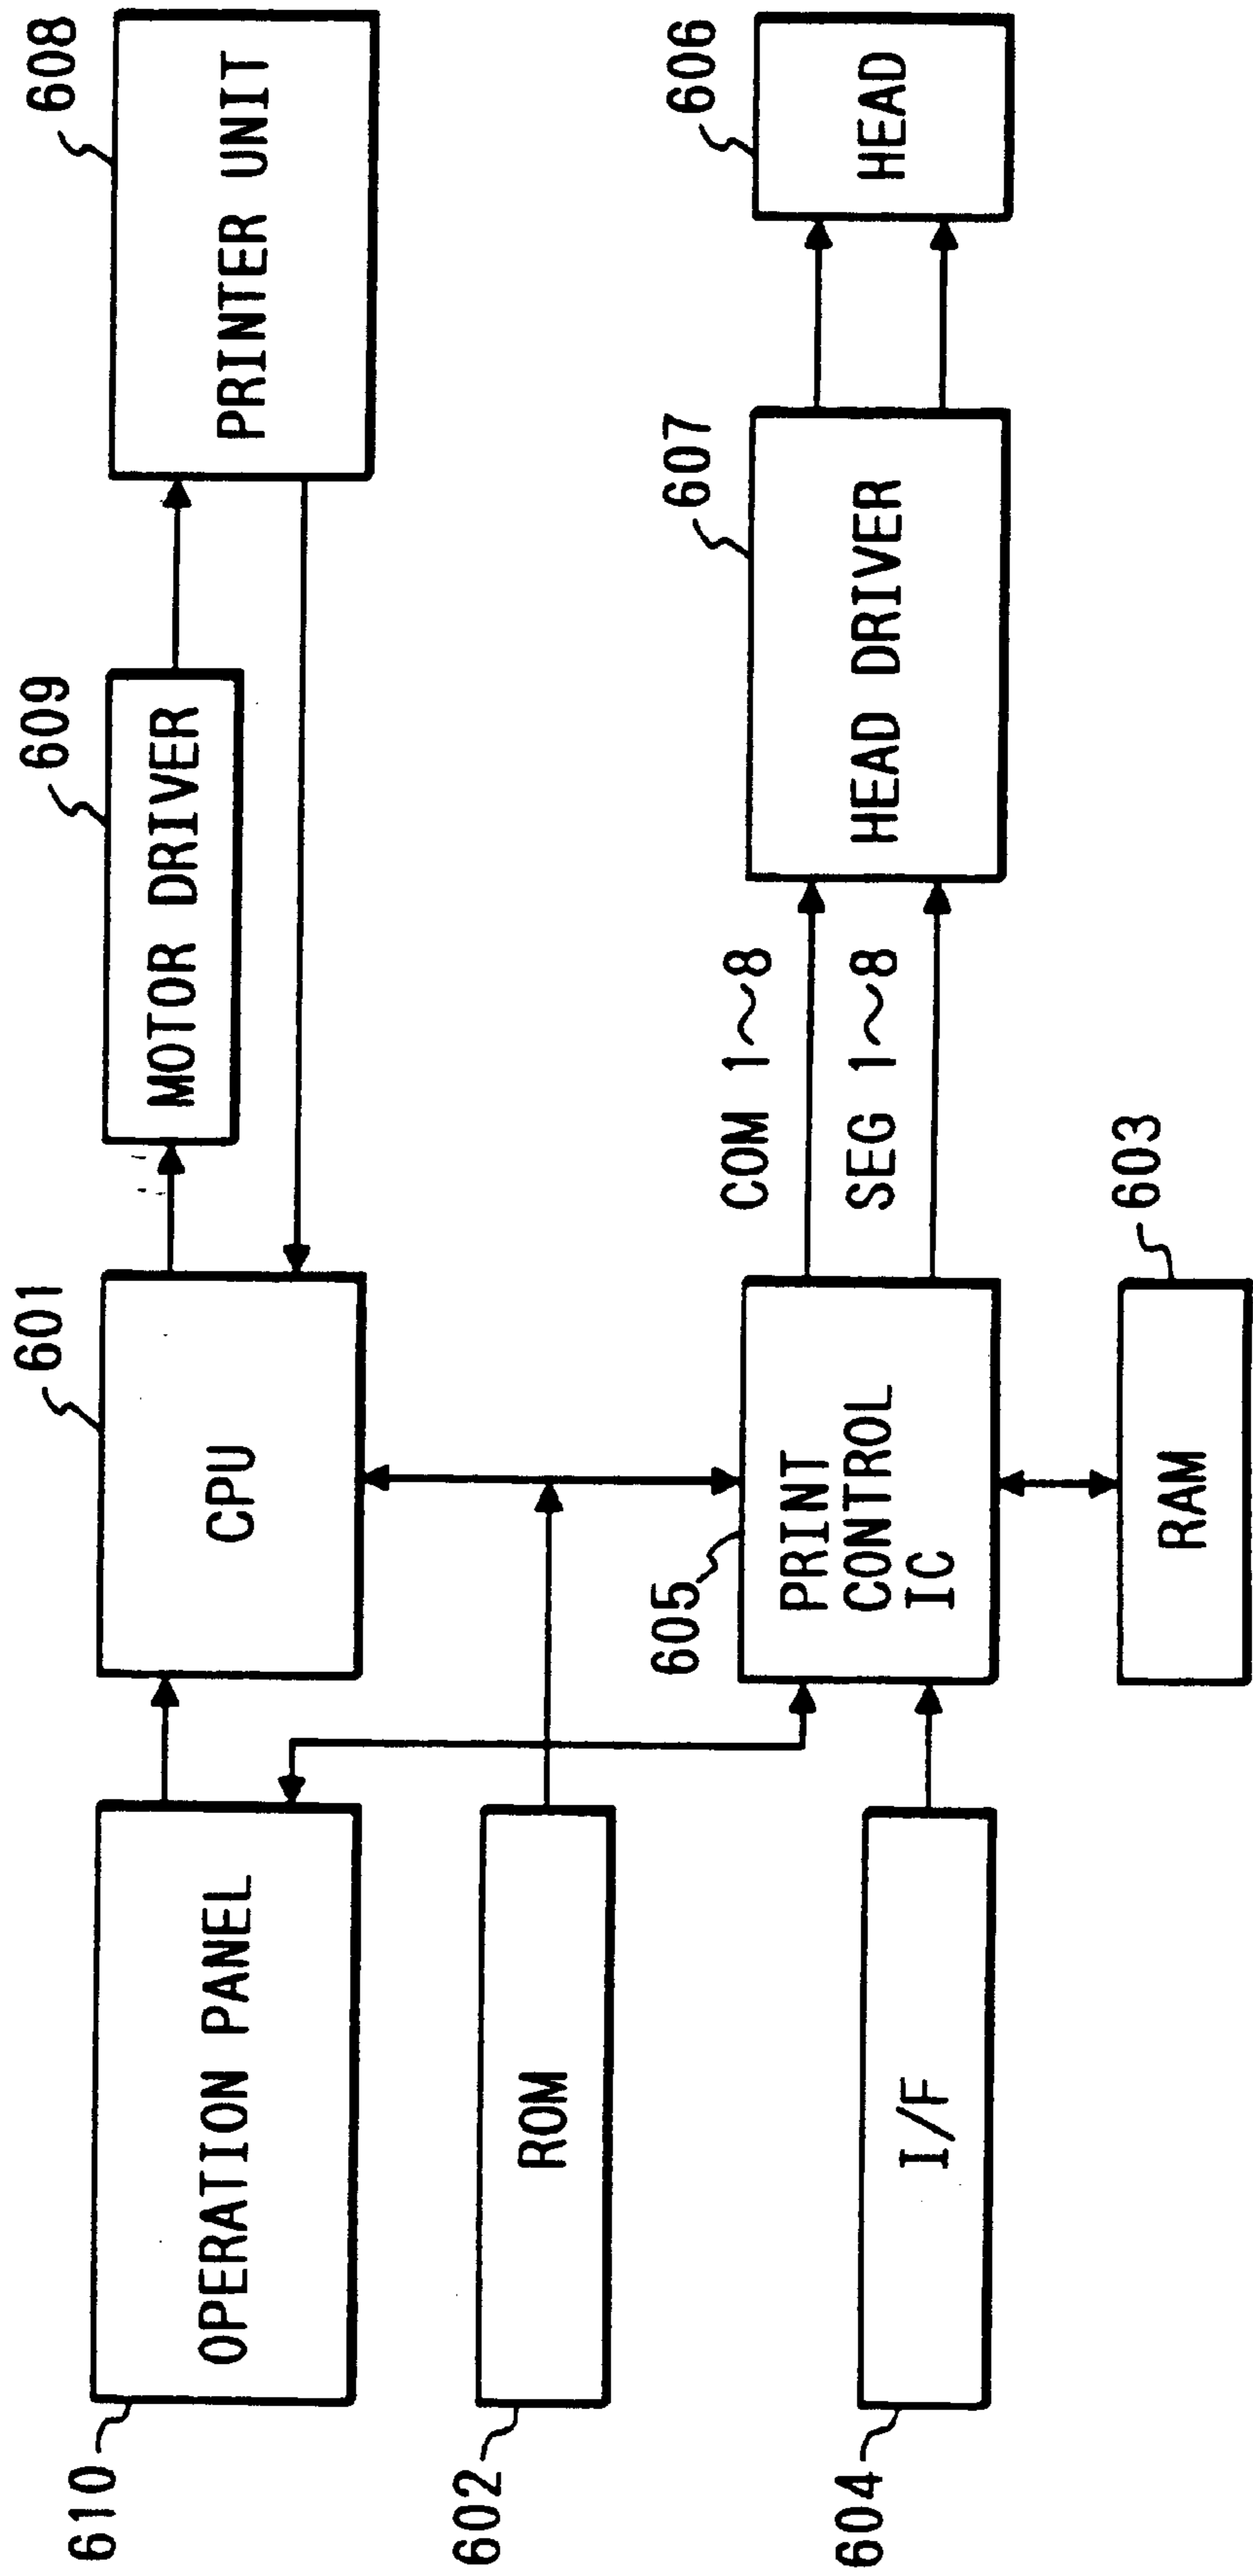 610
OPERATION PANEL
601
CPU
609
MOTOR DRIVER
608
PRINTER UNIT
602
ROM
604
I/F
605
PRINT
CONTROL
IC
COM 1~8
SEG 1~8
607
HEAD DRIVER
606
HEAD
603
RAM